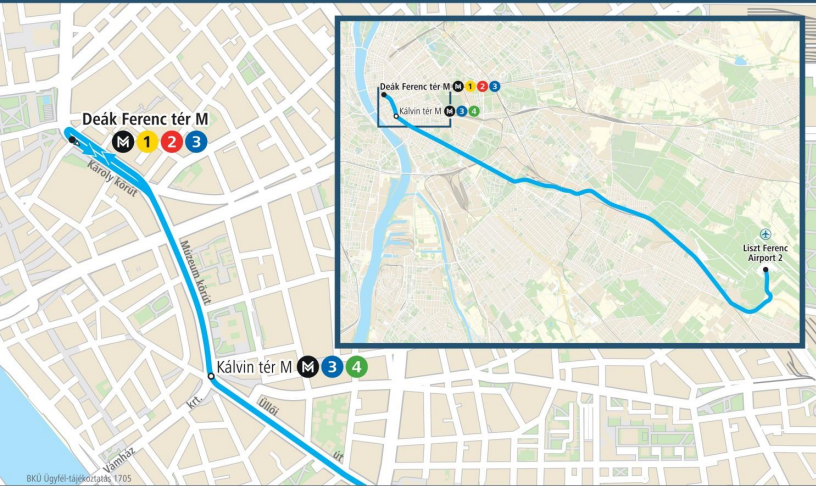 Deák Ferenc tér M
M 1 2 3
Károly körút
Múzeum körút
Kálvin tér M M 3 4
krt.
Vámház
Üllői
út
BKÜ Ügyfél-tájékoztatás 1705
Deák Ferenc tér M M 1 2 3
Kálvin tér M M 3 4
Liszt Ferenc
Airport 2